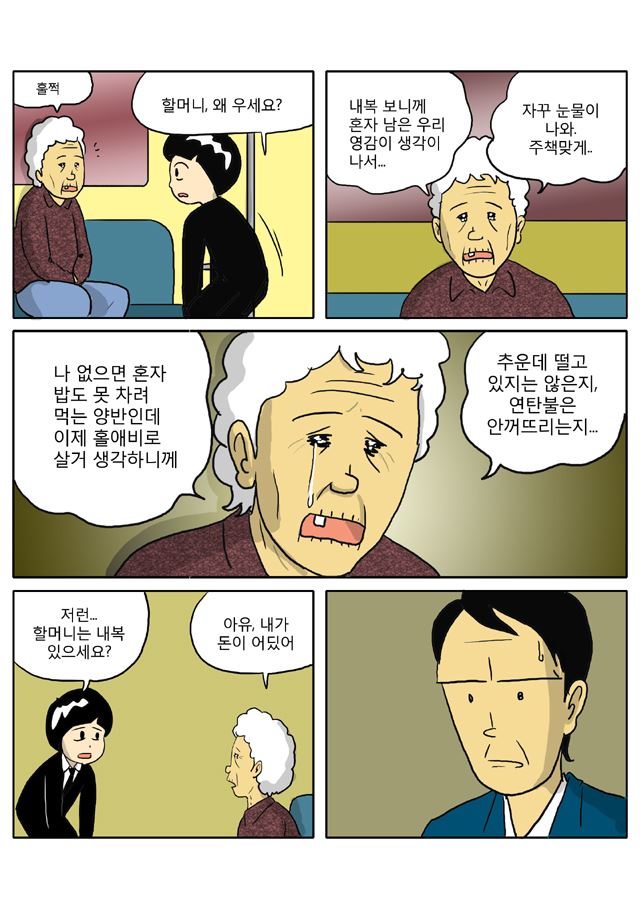 훌쩍
할머니, 왜 우세요?
내복 보니께
혼자 남은 우리
영감이 생각이
나서...
자꾸 눈물이
나와.
주책맞게..
나 없으면 혼자
밥도 못 차려
먹는 양반인데
이제 홀애비로
살거 생각하니께
추운데 떨고
있지는 않은지,
연탄불은
안꺼뜨리는지...
저런...
할머니는 내복
있으세요?
아유, 내가
돈이 어딨어